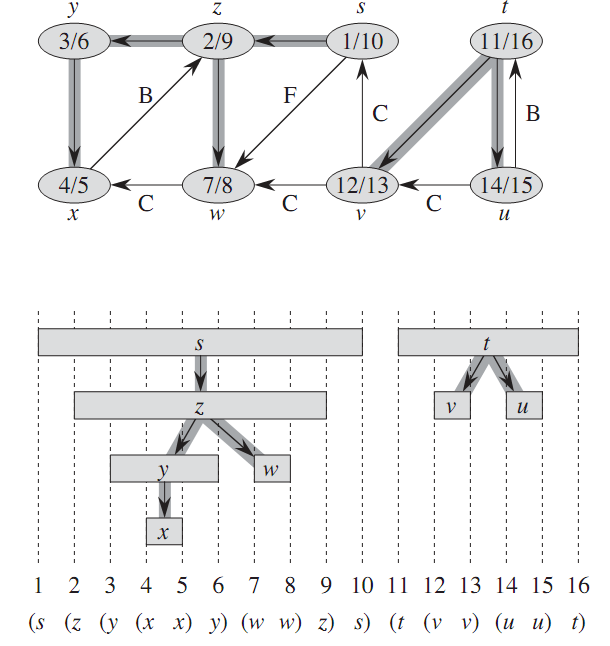 y z s t
3/6 2/9 1/10 11/16
B F C B
4/5 7/8 12/13 14/15
C C C
x w v u
s t
z v u
y w
x
1 2 3 4 5 6 7 8 9 10 11 12 13 14 15 16
(s (z (y (x x) y) (w w) z) s) (t (v v) (u u) t)